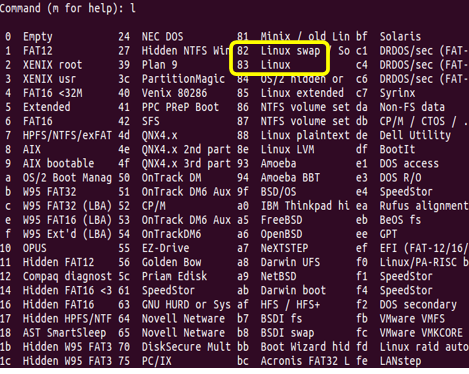 Command (m for help): l
0 Empty 24 NEC DOS 81 Minix / old Lin bf Solaris
1 FAT12 27 Hidden NTFS Win 82 Linux swap / So c1 DRDOS/sec (FAT-
2 XENIX root 39 Plan 9 83 Linux c4 DRDOS/sec (FAT-
3 XENIX usr 3c PartitionMagic 84 OS/2 hidden or c6 DRDOS/sec (FAT-
4 FAT16 <32M 40 Venix 80286 85 Linux extended c7 Syrinx
5 Extended 41 PPC PReP Boot 86 NTFS volume set da Non-FS data
6 FAT16 42 SFS 87 NTFS volume set db CP/M / CTOS / .
7 HPFS/NTFS/exFAT 4d QNX4.x 88 Linux plaintext de Dell Utility
8 AIX 4e QNX4.x 2nd part 8e Linux LVM df BootIt
9 AIX bootable 4f QNX4.x 3rd part 93 Amoeba e1 DOS access
a OS/2 Boot Manag 50 OnTrack DM 94 Amoeba BBT e3 DOS R/O
b W95 FAT32 51 OnTrack DM6 Aux 9f BSD/OS e4 SpeedStor
c W95 FAT32 (LBA) 52 CP/M a0 IBM Thinkpad hi ea Rufus alignment
e W95 FAT16 (LBA) 53 OnTrack DM6 Aux a5 FreeBSD eb BeOS fs
f W95 Ext'd (LBA) 54 OnTrackDM6 a6 OpenBSD ee GPT
10 OPUS 55 EZ-Drive a7 NeXTSTEP ef EFI (FAT-12/16/
11 Hidden FAT12 56 Golden Bow a8 Darwin UFS f0 Linux/PA-RISC b
12 Compaq diagnost 5c Priam Edisk a9 NetBSD f1 SpeedStor
14 Hidden FAT16 <3 61 SpeedStor ab Darwin boot f4 SpeedStor
16 Hidden FAT16 63 GNU HURD or Sys af HFS / HFS+ f2 DOS secondary
17 Hidden HPFS/NTF 64 Novell Netware b7 BSDI fs fb VMware VMFS
18 AST SmartSleep 65 Novell Netware b8 BSDI swap fc VMware VMKCORE
1b Hidden W95 FAT3 70 DiskSecure Mult bb Boot Wizard hid fd Linux raid auto
1c Hidden W95 FAT3 75 PC/IX bc Acronis FAT32 L fe LANstep